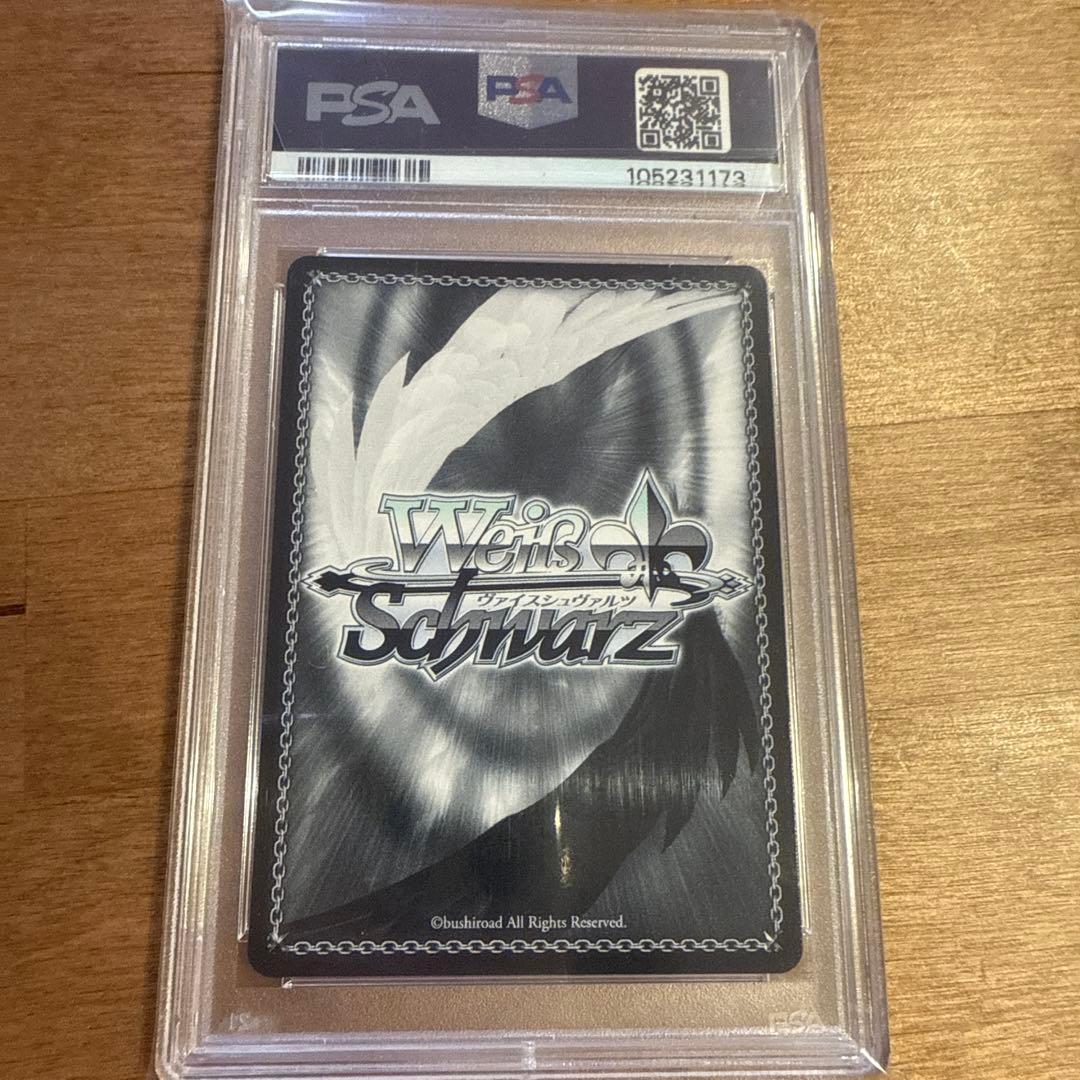 PSA
PSA
105231173
Weiß
ヴァイスシュヴァルツ
Schwarz
©bushiroad All Rights Reserved.
PSA